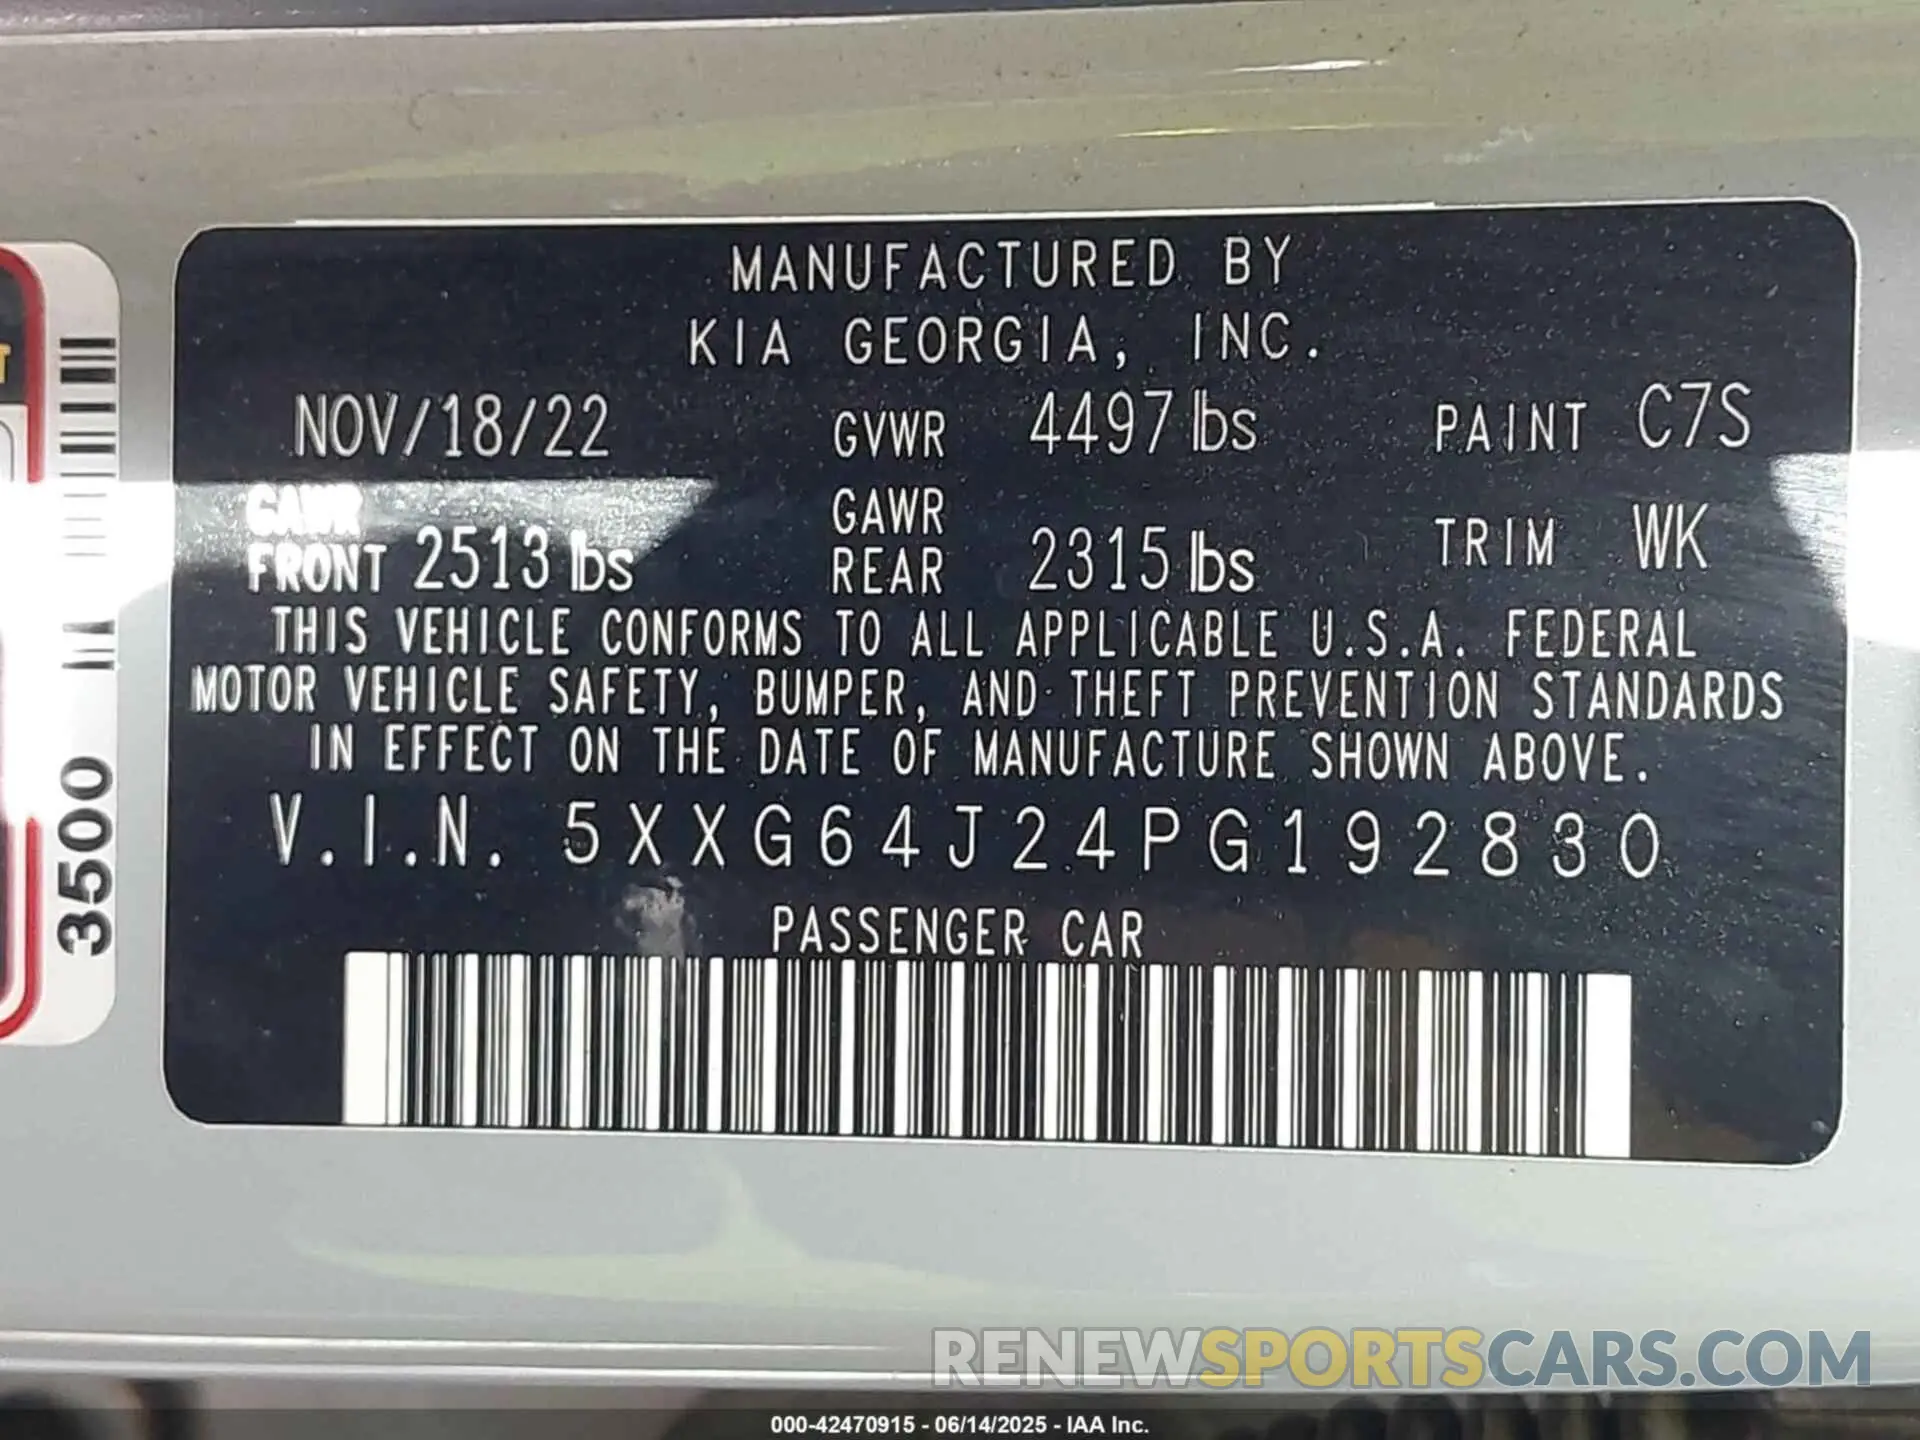 MANUFACTURED BY
KIA GEORGIA, INC.
NOV/18/22 GVWR 4497 lbs PAINT C7S
GAWR FRONT 2513 lbs GAWR REAR 2315 lbs TRIM WK
THIS VEHICLE CONFORMS TO ALL APPLICABLE U.S.A. FEDERAL
MOTOR VEHICLE SAFETY, BUMPER, AND THEFT PREVENTION STANDARDS
IN EFFECT ON THE DATE OF MANUFACTURE SHOWN ABOVE.
V.I.N. 5XXG64J24PG192830
PASSENGER CAR
3500
RENEWSPORTSCARS.COM
000-42470915 - 06/14/2025 - IAA Inc.